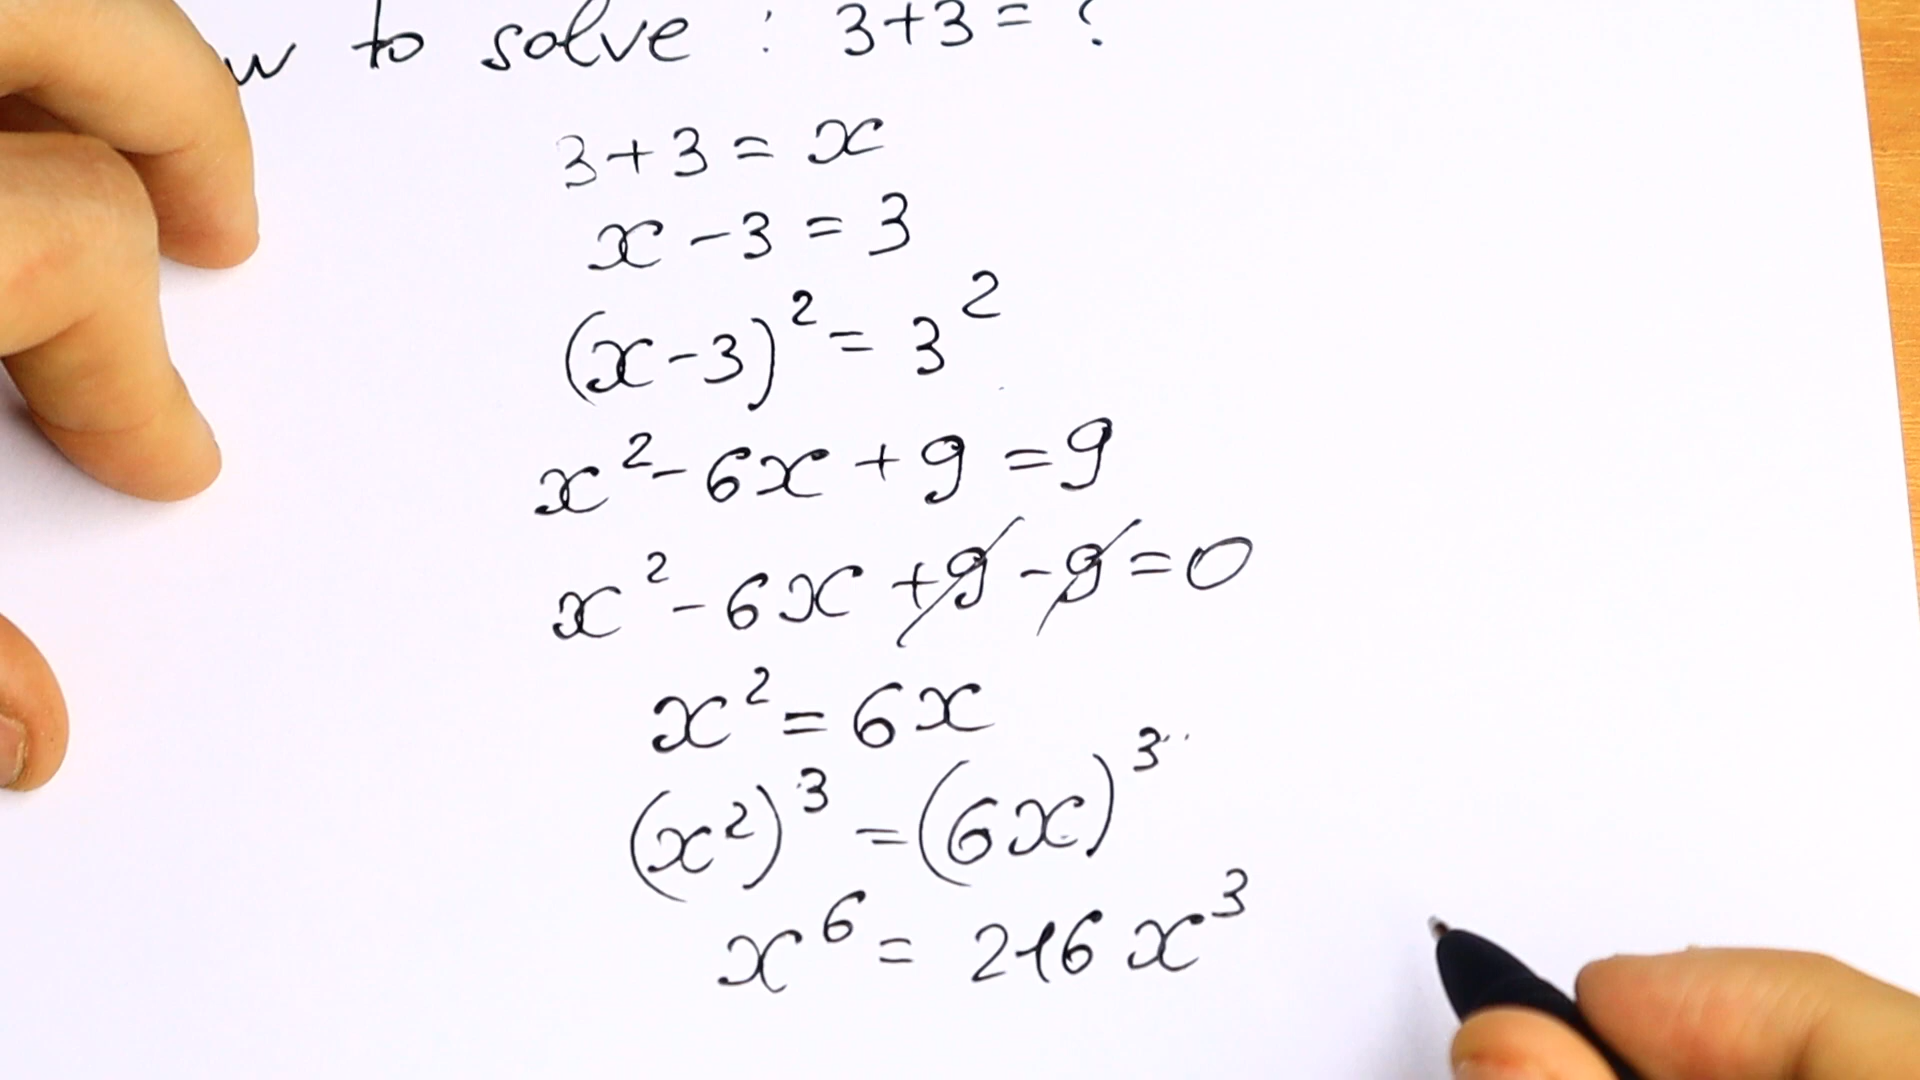 w to solve : 3+3 = ?
3+3 = x
x - 3 = 3
(x-3)² = 3²
x² - 6x + 9 = 9
x² - 6x + 9 - 9 = 0
x² = 6x
(x²)³ = (6x)³
x⁶ = 216 x³